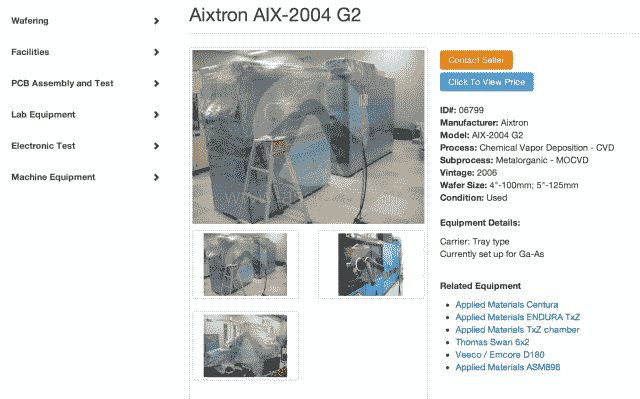 Aixtron AIX-2004 G2
Wafering
Facilities
PCB Assembly and Test
Lab Equipment
Electronic Test
Machine Equipment
Contact Seller
Click To View Price
ID#: 06799
Manufacturer: Aixtron
Model: AIX-2004 G2
Process: Chemical Vapor Deposition - CVD
Subprocess: Metalorganic - MOCVD
Vintage: 2006
Wafer Size: 4"-100mm; 5"-125mm
Condition: Used
Equipment Details:
Carrier: Tray type
Currently set up for Ga-As
Related Equipment
Applied Materials Centura
Applied Materials ENDURA TxZ
Applied Materials TxZ chamber
Thomas Swan 6x2
Veeco / Emcore D180
Applied Materials ASM896